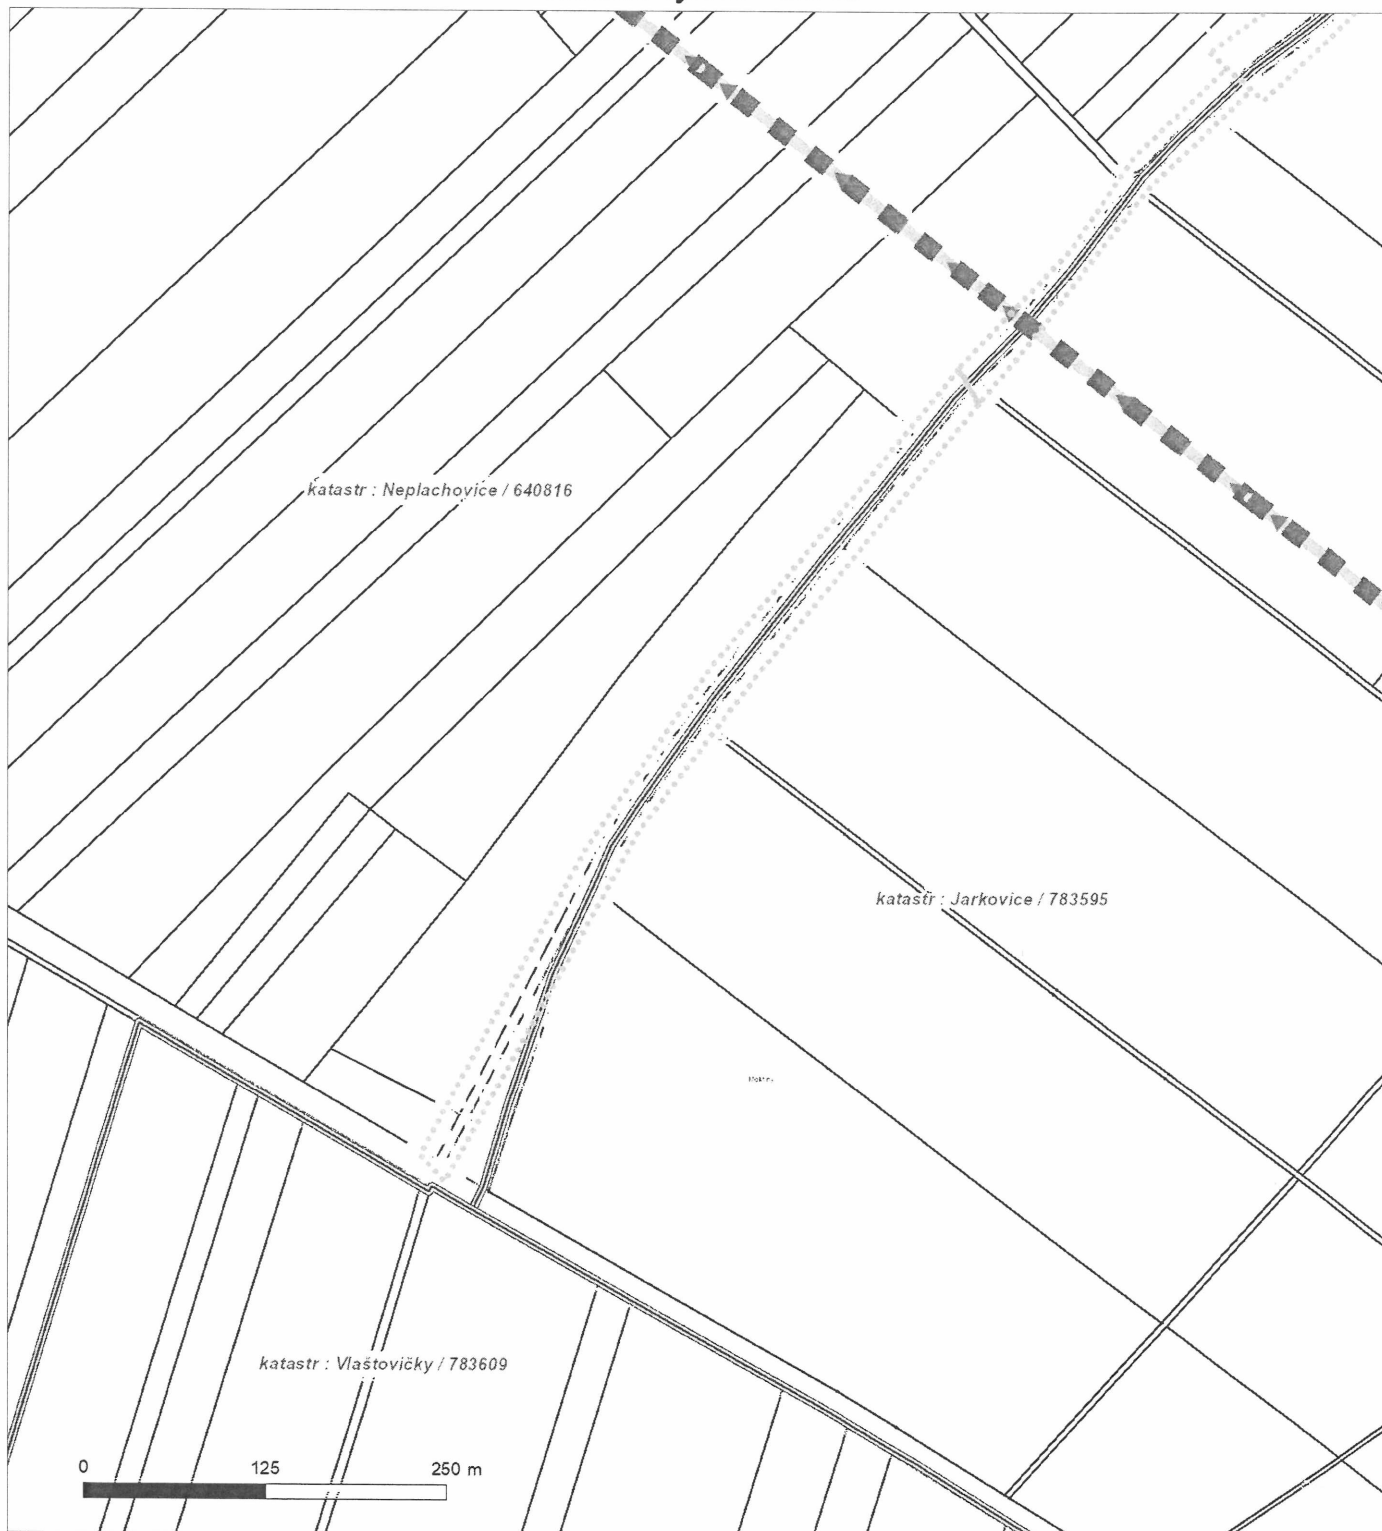 katastr : Neplachovice / 640816
katastr : Jarkovice / 783595
katastr : Vlaštovičky / 783609
0 125 250 m